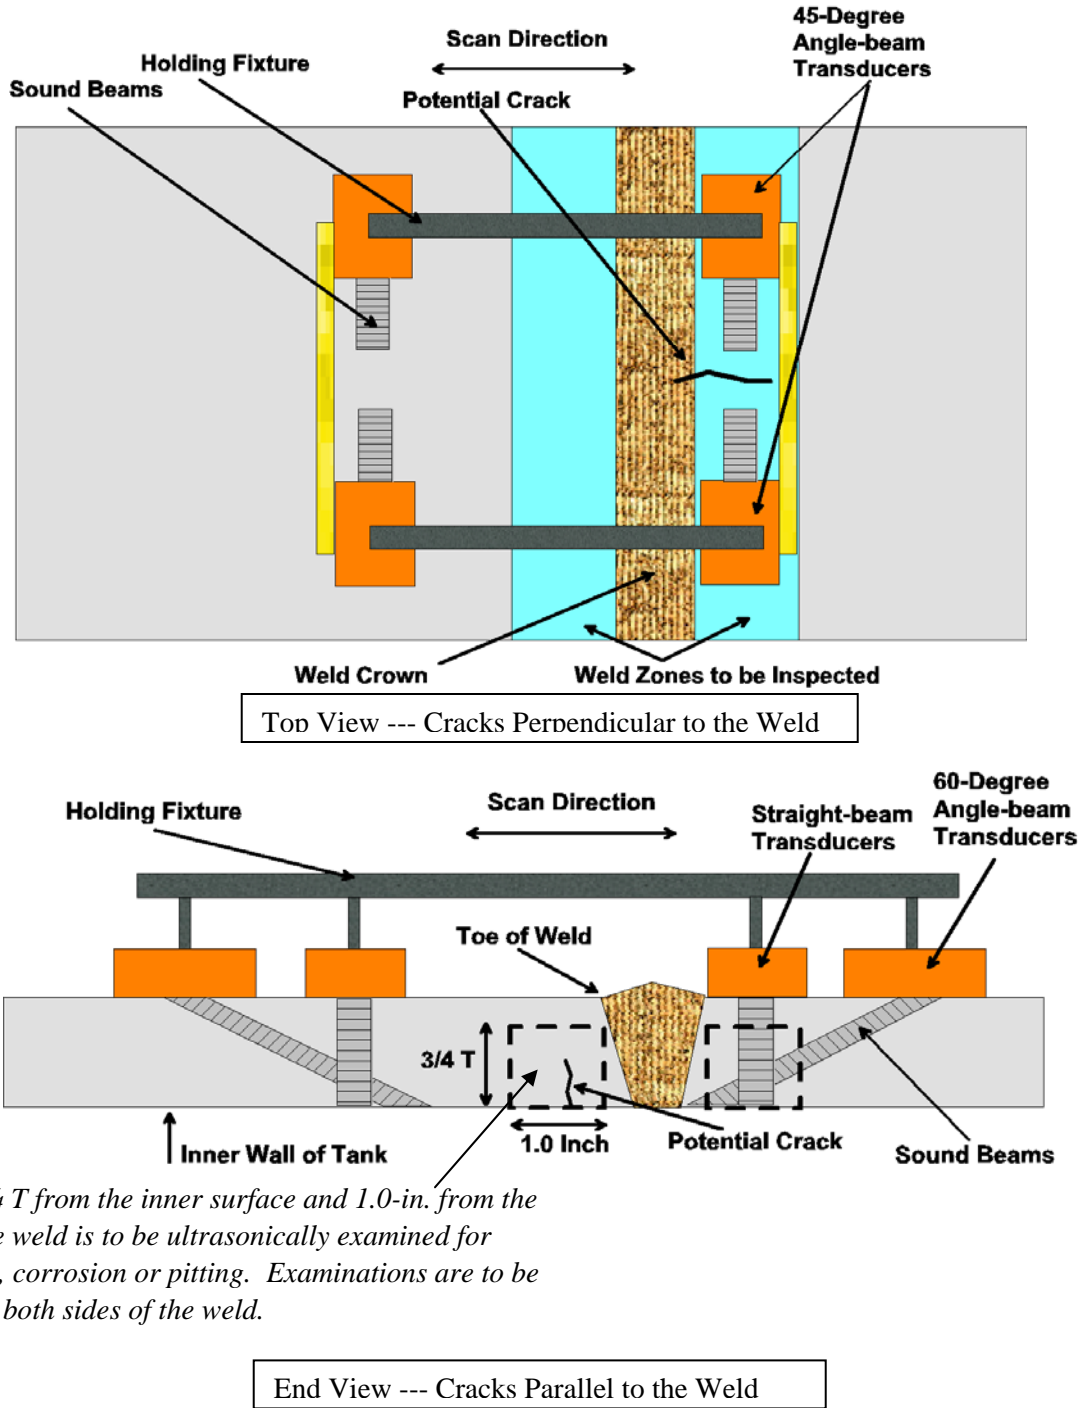 45-Degree
Angle-beam
Transducers
Scan Direction
Holding Fixture
Sound Beams
Potential Crack
Weld Crown
Weld Zones to be Inspected
Top View --- Cracks Perpendicular to the Weld
60-Degree
Angle-beam
Transducers
Scan Direction
Straight-beam
Transducers
Holding Fixture
Toe of Weld
3/4 T
1.0 Inch
Potential Crack
Sound Beams
Inner Wall of Tank
T from the inner surface and 1.0-in. from the
weld is to be ultrasonically examined for
, corrosion or pitting. Examinations are to be
both sides of the weld.
End View --- Cracks Parallel to the Weld